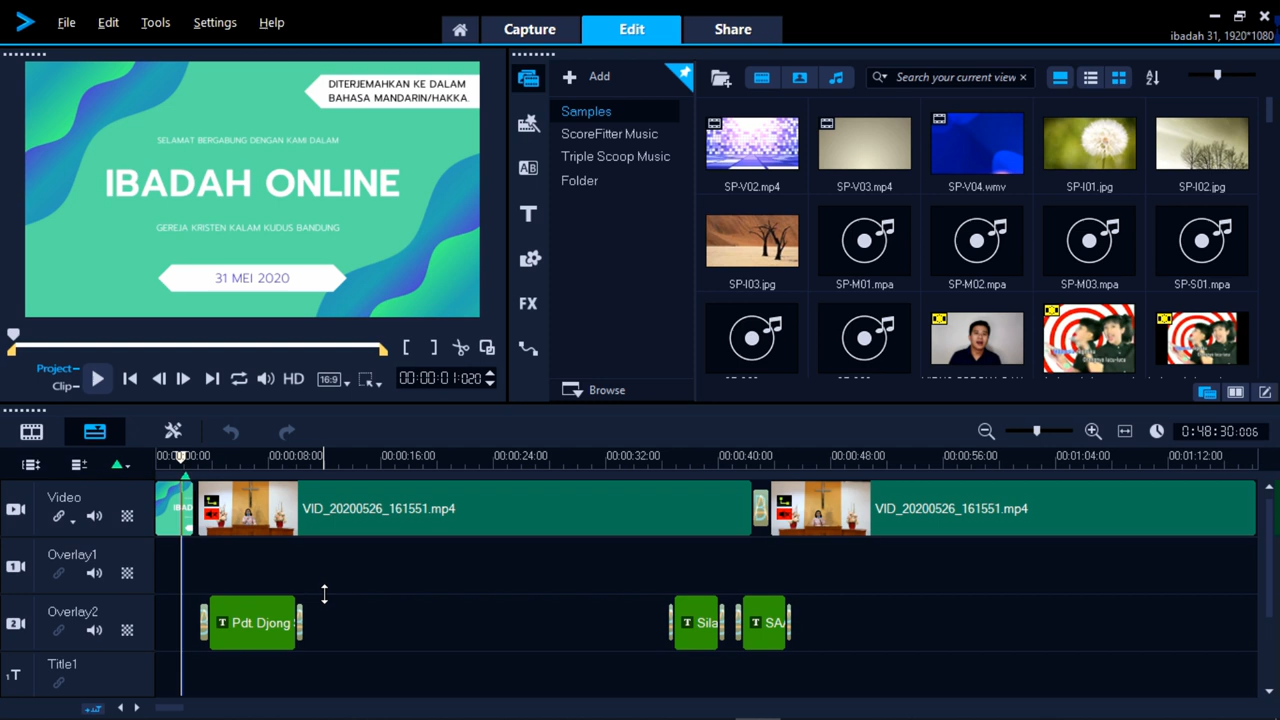 File Edit Tools Settings Help
Capture Edit Share
ibadah 31, 1920*1080
DITERJEMAHKAN KE DALAM
BAHASA MANDARIN/HAKKA.
SELAMAT BERGABUNG DENGAN KAMI DALAM
IBADAH ONLINE
GEREJA KRISTEN KALAM KUDUS BANDUNG
31 MEI 2020
Project
Clip
HD
16:9
00:00:01:020
Add
Samples
ScoreFitter Music
Triple Scoop Music
Folder
AB
T
FX
Browse
Search your current view
SP-V02.mp4 SP-V03.mp4 SP-V04.wmv SP-I01.jpg SP-I02.jpg
SP-I03.jpg SP-M01.mpa SP-M02.mpa SP-M03.mpa SP-S01.mpa
0:48:30:006
00:00:08:00 00:00:16:00 00:00:24:00 00:00:32:00 00:00:40:00 00:00:48:00 00:00:56:00 00:01:04:00 00:01:12:00
Video
VID_20200526_161551.mp4 VID_20200526_161551.mp4
Overlay1
1
Overlay2
2
T Pdt. Djong T Sila T SA
Title1
1T